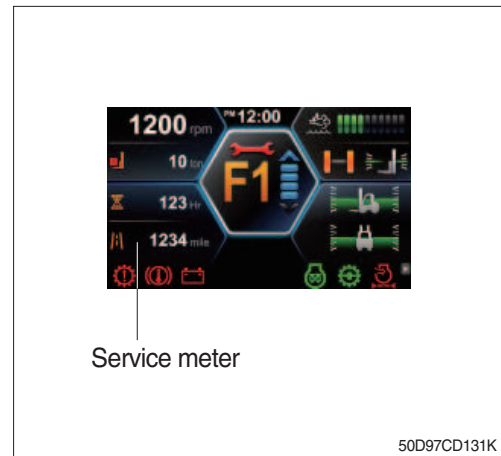 1200 rpm
PM 12:00
F1
10 ton
123 Hr
1234 mile
Service meter
50D97CD131K